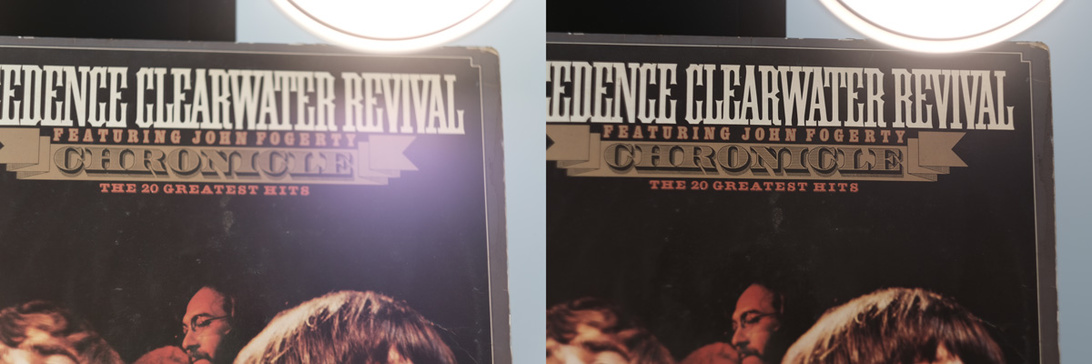 EDENCE CLEARWATER REVIVAL
FEATURING JOHN FOGERTY
CHRONICLE
THE 20 GREATEST HITS
EDENCE CLEARWATER REVIVAL
FEATURING JOHN FOGERTY
CHRONICLE
THE 20 GREATEST HITS